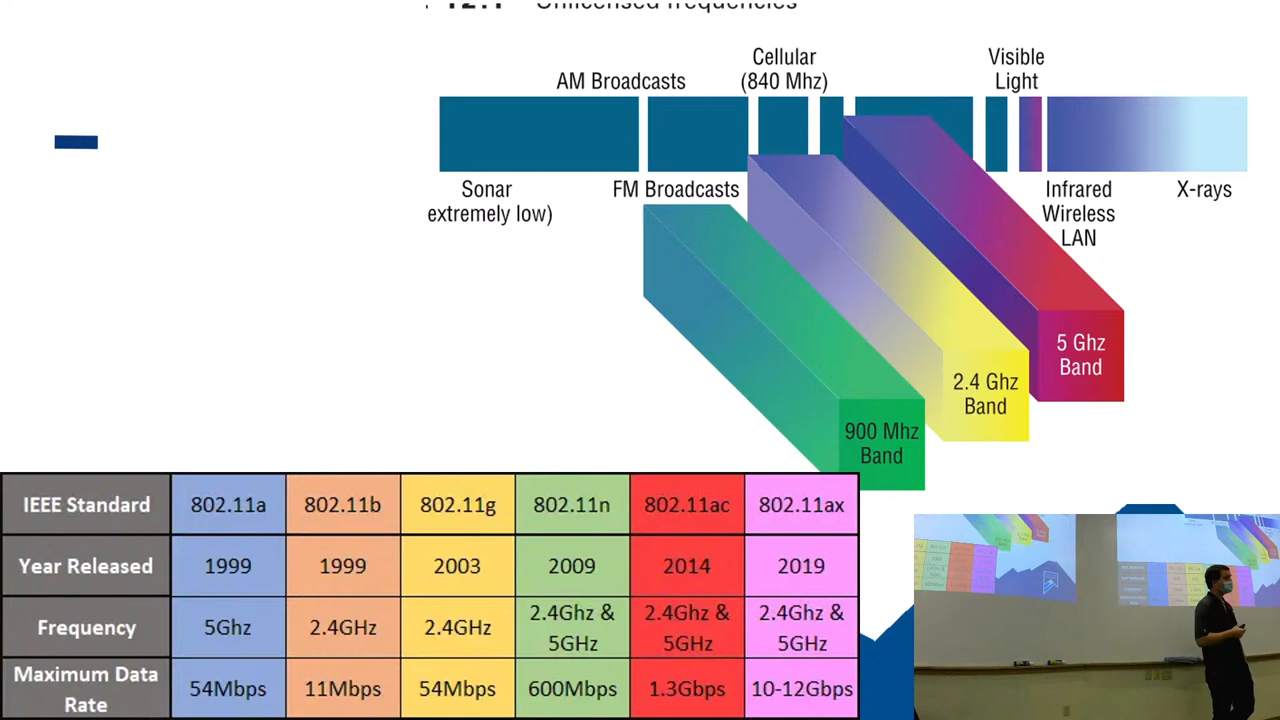 12.1 Unlicensed frequencies
Cellular
(840 Mhz)
Visible
Light
AM Broadcasts
Sonar
extremely low)
FM Broadcasts
Infrared
Wireless
LAN
X-rays
5 Ghz
Band
2.4 Ghz
Band
900 Mhz
Band
IEEE Standard 802.11a 802.11b 802.11g 802.11n 802.11ac 802.11ax
Year Released 1999 1999 2003 2009 2014 2019
Frequency 5Ghz 2.4GHz 2.4GHz 2.4Ghz & 5GHz 2.4Ghz & 5GHz 2.4Ghz & 5GHz
Maximum Data Rate 54Mbps 11Mbps 54Mbps 600Mbps 1.3Gbps 10-12Gbps